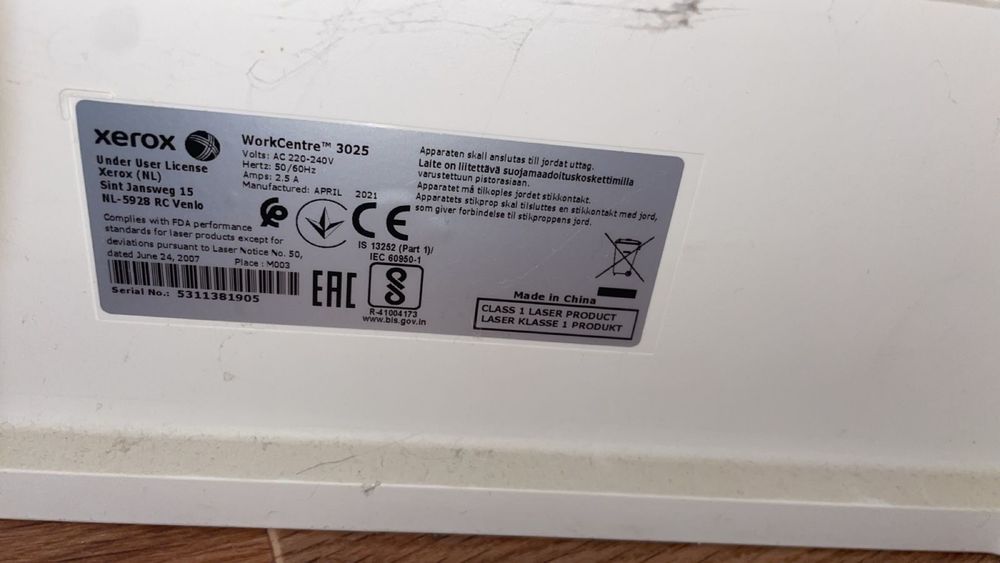 xerox
Under User License
Xerox (NL)
Sint Jansweg 15
NL-5928 RC Venlo
Complies with FDA performance
standards for laser products except for
deviations pursuant to Laser Notice No. 50,
dated June 24, 2007 Place : M003
Serial No.: 5311381905
WorkCentre™ 3025
Volts: AC 220-240V
Hertz: 50/60Hz
Amps: 2.5 A
Manufactured: APRIL 2021
CE
IS 13252 (Part 1)/
IEC 60950-1
EAC
R-41004173
www.bis.gov.in
Apparaten skall anslutas till jordat uttag.
Laite on liitettävä suojamaadoituskoskettimilla
varustettuun pistorasiaan.
Apparatet må tilkoples jordet stikkontakt.
Apparatets stikprop skal tilsluttes en stikkontakt med jord,
som giver forbindelse til stikproppens jord.
Made in China
CLASS 1 LASER PRODUCT
LASER KLASSE 1 PRODUKT